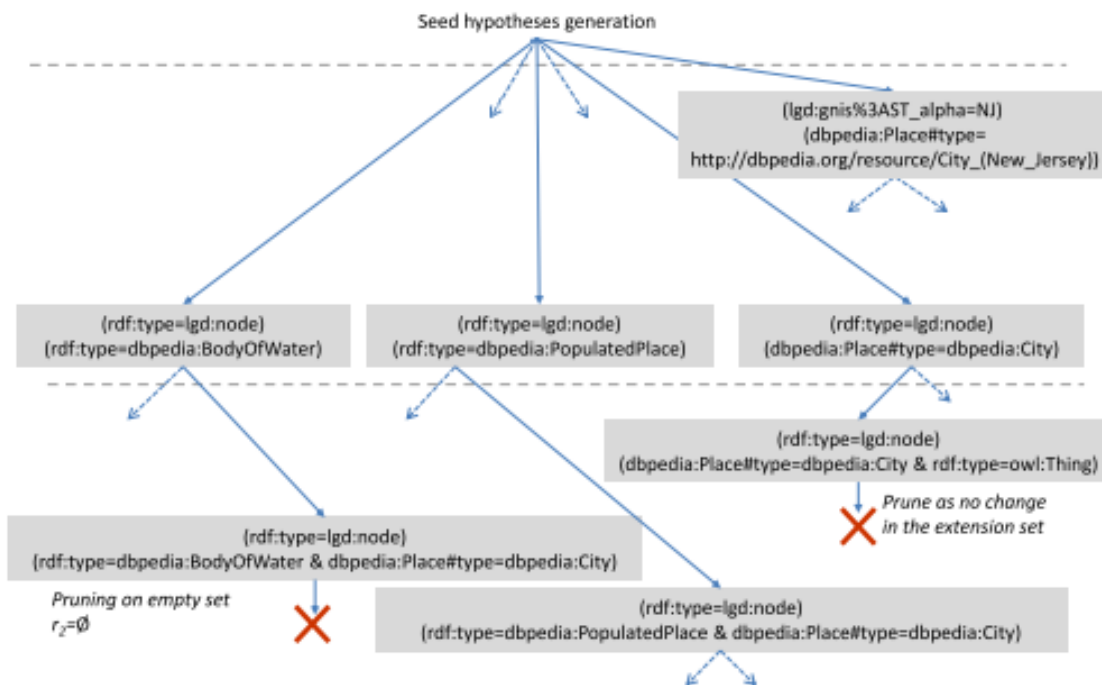 Seed hypotheses generation
(lgd:gnis%3AST_alpha=NJ)
(dbpedia:Place#type=
http://dbpedia.org/resource/City_(New_Jersey))
(rdf:type=lgd:node)
(rdf:type=dbpedia:BodyOfWater)
(rdf:type=lgd:node)
(rdf:type=dbpedia:PopulatedPlace)
(rdf:type=lgd:node)
(dbpedia:Place#type=dbpedia:City)
(rdf:type=lgd:node)
(dbpedia:Place#type=dbpedia:City & rdf:type=owl:Thing)
Prune as no change
in the extension set
(rdf:type=lgd:node)
(rdf:type=dbpedia:BodyOfWater & dbpedia:Place#type=dbpedia:City)
Pruning on empty set
r₂=Ø
(rdf:type=lgd:node)
(rdf:type=dbpedia:PopulatedPlace & dbpedia:Place#type=dbpedia:City)